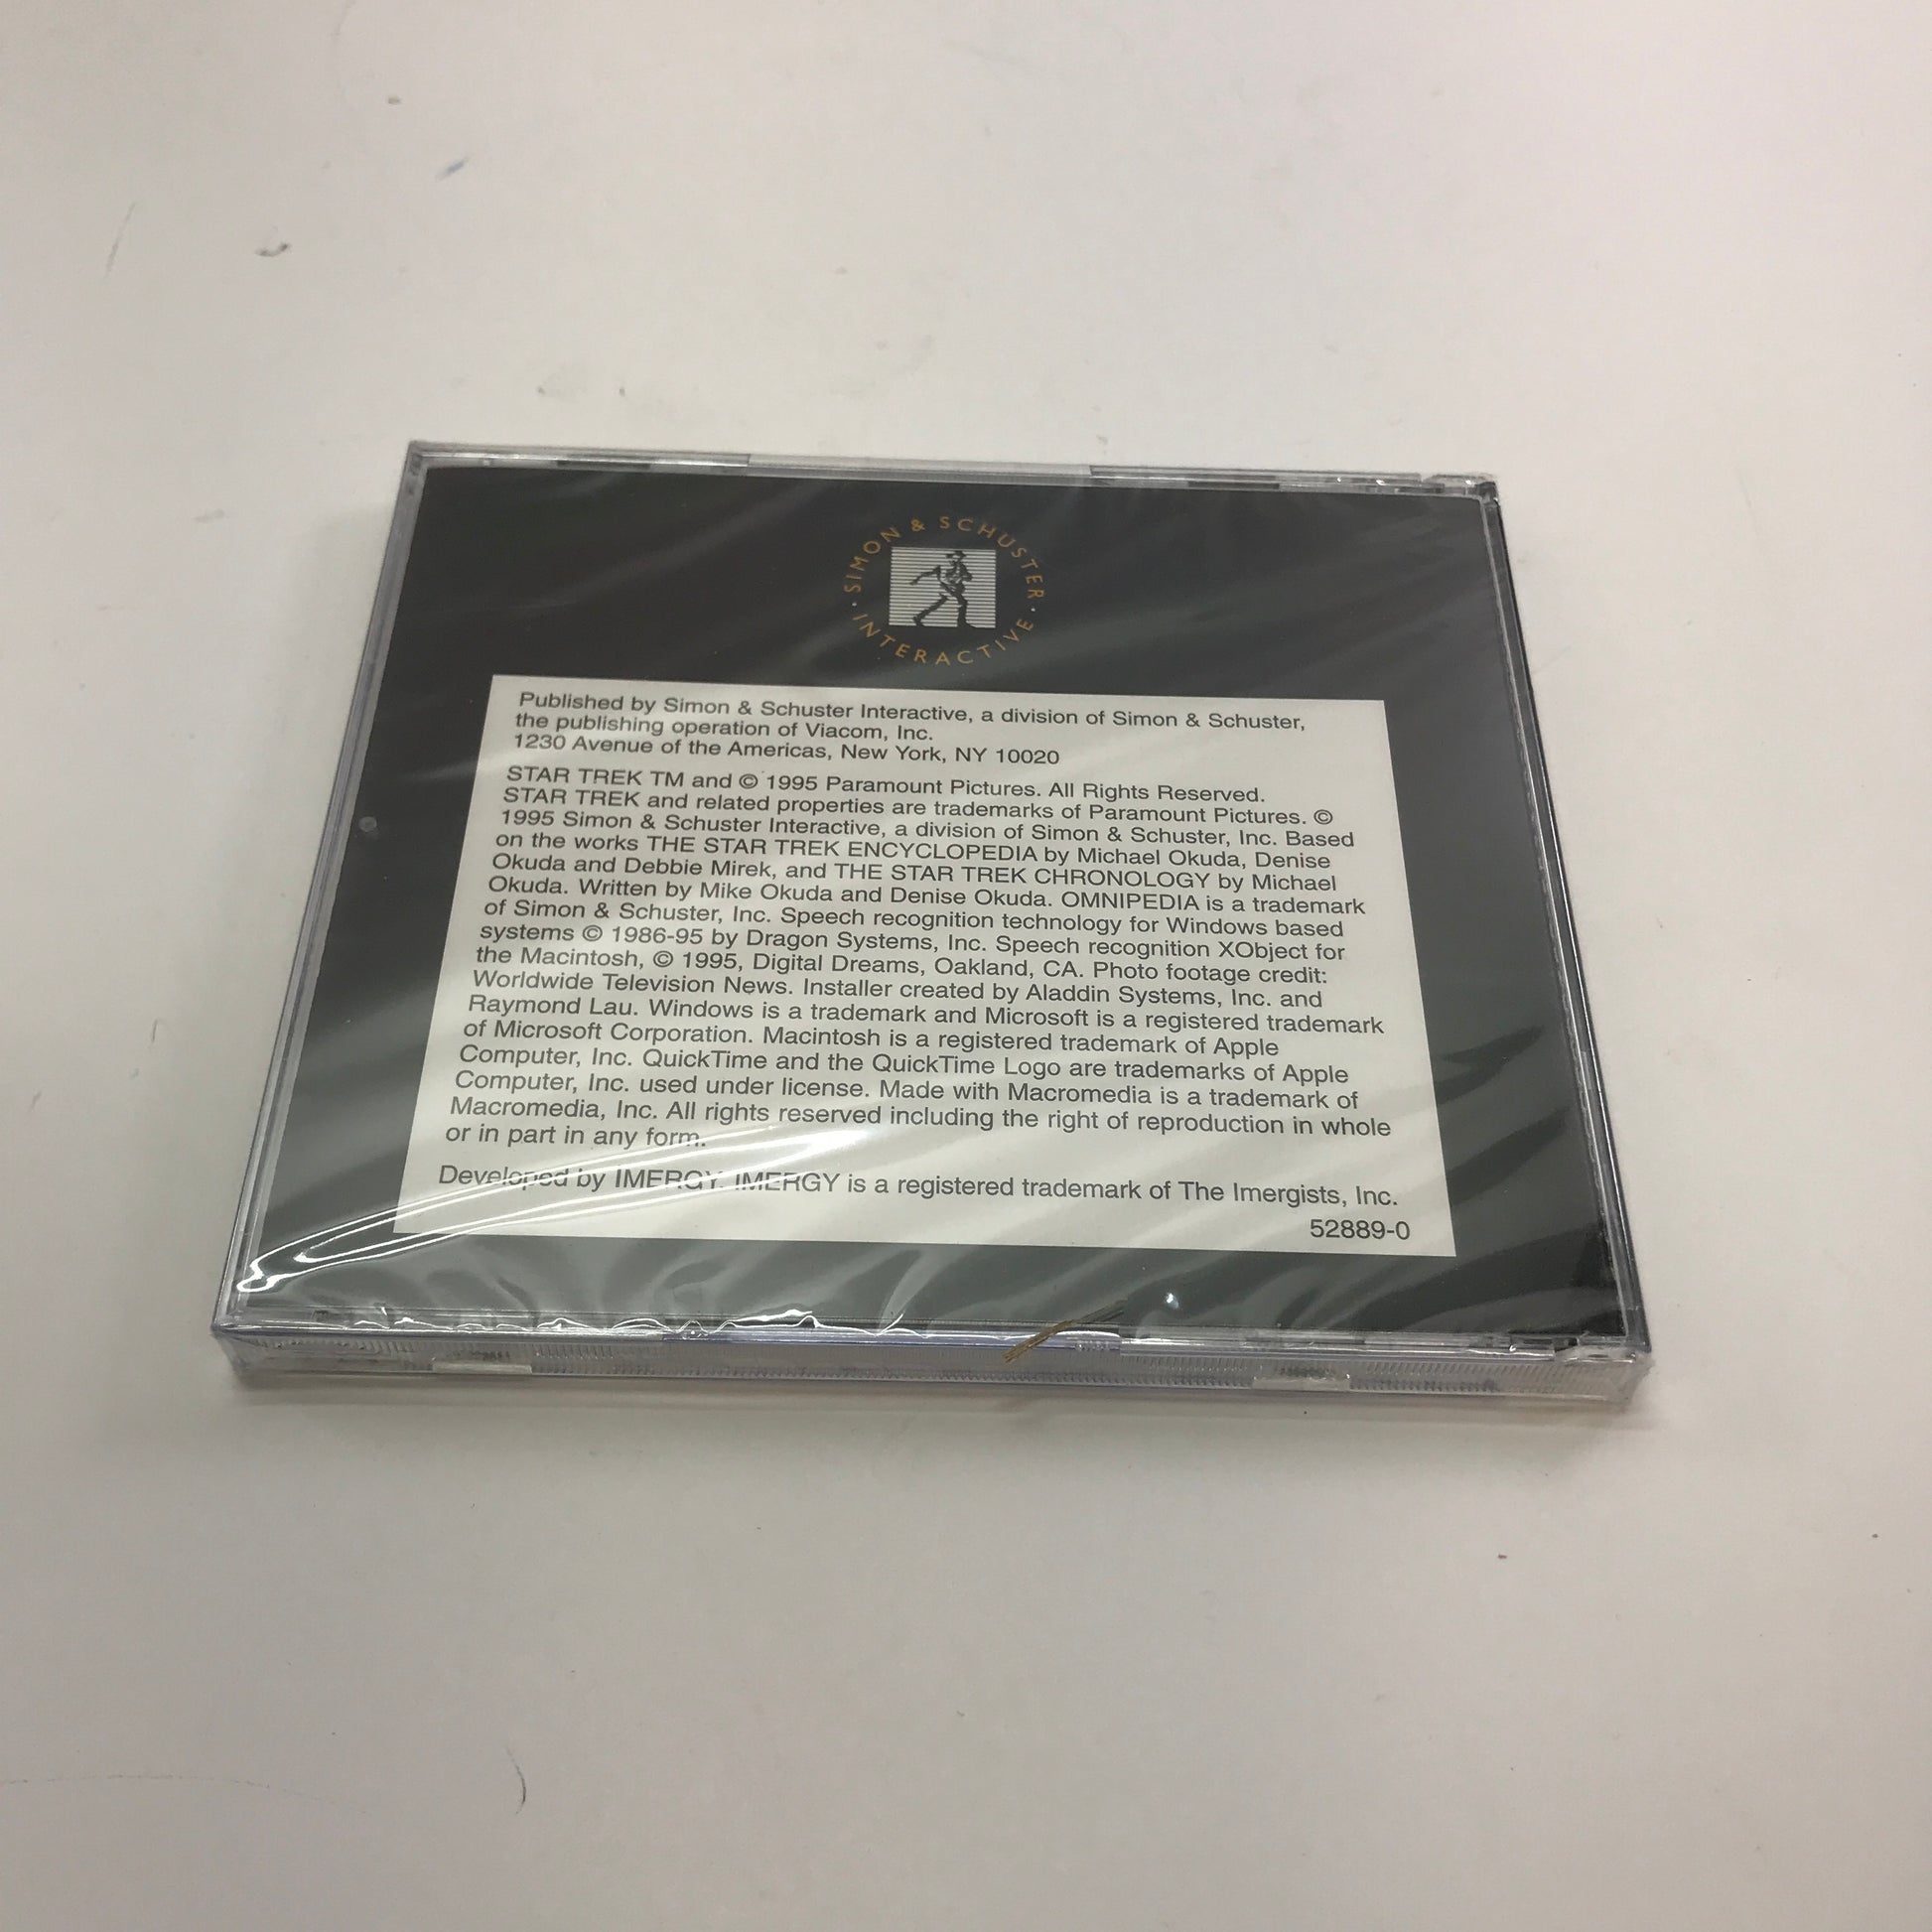 SIMON & SCHUSTER
· INTERACTIVE ·
Published by Simon & Schuster Interactive, a division of Simon & Schuster,
the publishing operation of Viacom, Inc.
1230 Avenue of the Americas, New York, NY 10020
STAR TREK TM and © 1995 Paramount Pictures. All Rights Reserved.
STAR TREK and related properties are trademarks of Paramount Pictures. ©
1995 Simon & Schuster Interactive, a division of Simon & Schuster, Inc. Based
on the works THE STAR TREK ENCYCLOPEDIA by Michael Okuda, Denise
Okuda and Debbie Mirek, and THE STAR TREK CHRONOLOGY by Michael
Okuda. Written by Mike Okuda and Denise Okuda. OMNIPEDIA is a trademark
of Simon & Schuster, Inc. Speech recognition technology for Windows based
systems © 1986-95 by Dragon Systems, Inc. Speech recognition XObject for
the Macintosh, © 1995, Digital Dreams, Oakland, CA. Photo footage credit:
Worldwide Television News. Installer created by Aladdin Systems, Inc. and
Raymond Lau. Windows is a trademark and Microsoft is a registered trademark
of Microsoft Corporation. Macintosh is a registered trademark of Apple
Computer, Inc. QuickTime and the QuickTime Logo are trademarks of Apple
Computer, Inc. used under license. Made with Macromedia is a trademark of
Macromedia, Inc. All rights reserved including the right of reproduction in whole
or in part in any form.
Developed by IMERGY. IMERGY is a registered trademark of The Imergists, Inc.
52889-0